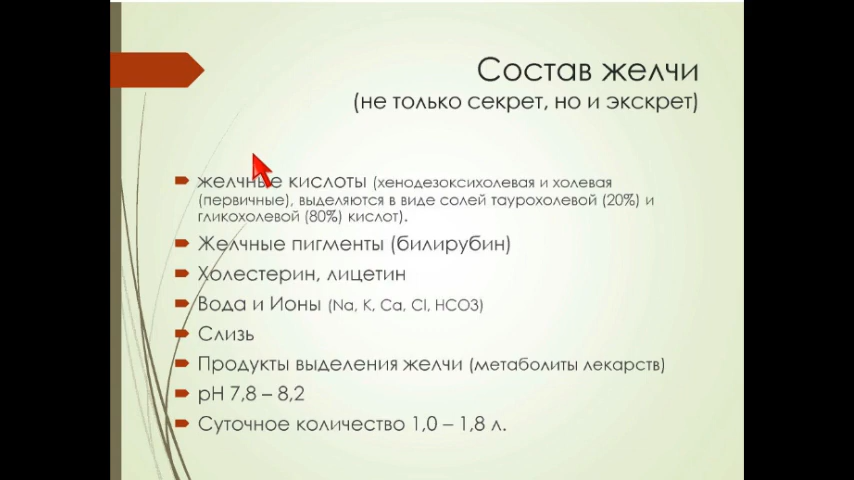 Состав желчи
(не только секрет, но и экскрет)
желчные кислоты (хенодезоксихолевая и холевая
(первичные), выделяются в виде солей таурохолевой (20%) и
гликохолевой (80%) кислот).
Желчные пигменты (билирубин)
Холестерин, лицетин
Вода и Ионы (Na, K, Ca, Cl, HCO3)
Слизь
Продукты выделения желчи (метаболиты лекарств)
pH 7,8 – 8,2
Суточное количество 1,0 – 1,8 л.